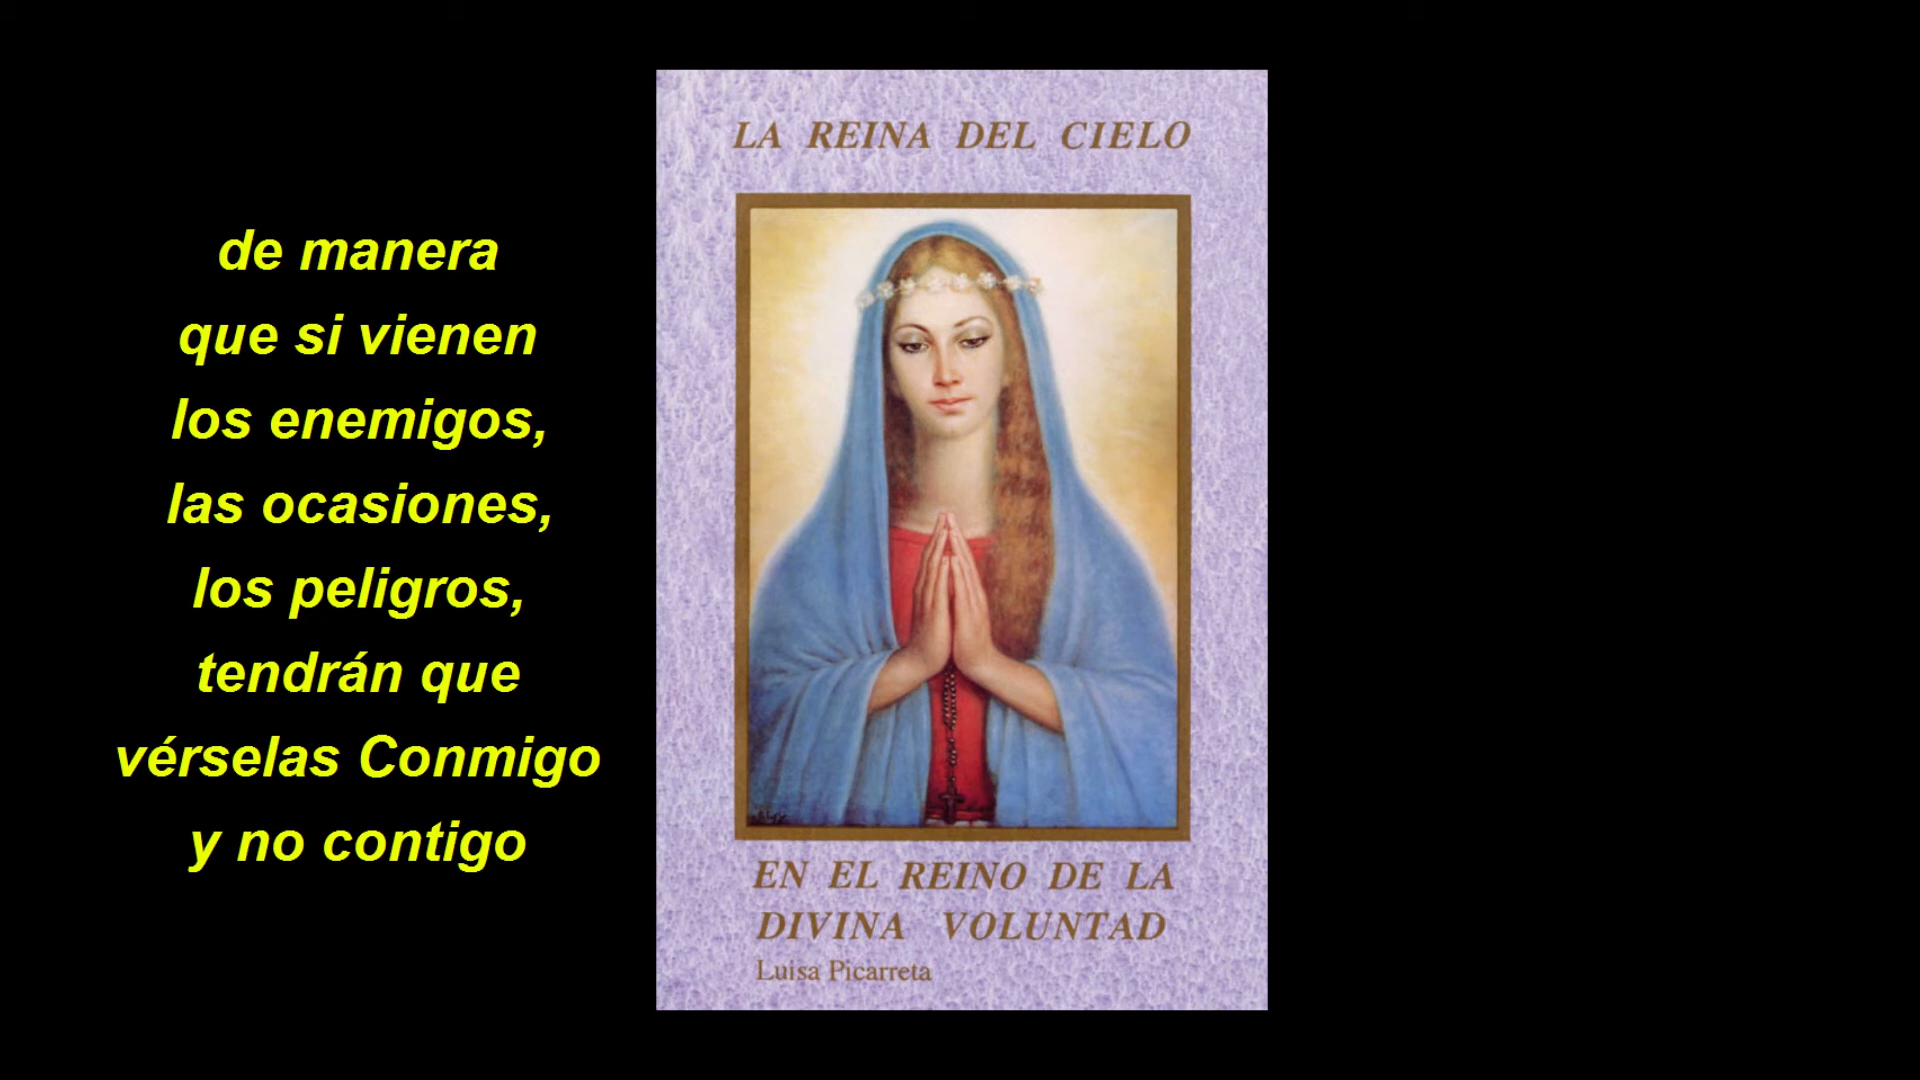 de manera
que si vienen
los enemigos,
las ocasiones,
los peligros,
tendrán que
vérselas Conmigo
y no contigo
LA REINA DEL CIELO
EN EL REINO DE LA
DIVINA VOLUNTAD
Luisa Picarreta